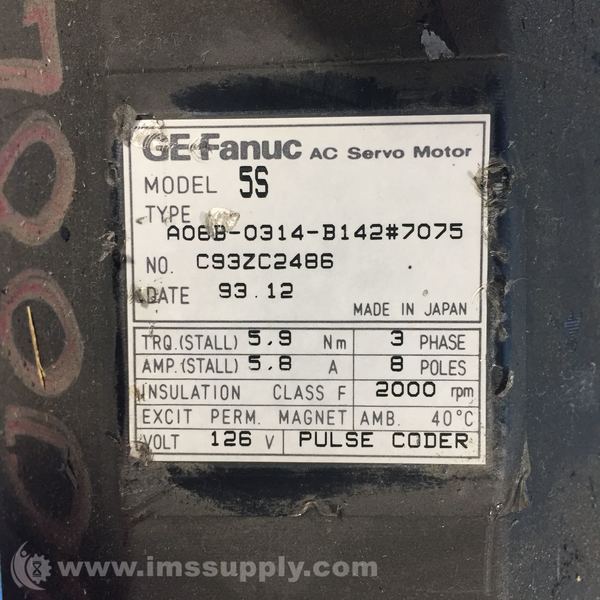 GE Fanuc AC Servo Motor
MODEL 5S
TYPE
A06B-0314-B142#7075
NO. C93ZC2486
DATE 93.12
MADE IN JAPAN
TRQ.(STALL) 5.9 Nm 3 PHASE
AMP.(STALL) 5.8 A 8 POLES
INSULATION CLASS F 2000 rpm
EXCIT PERM. MAGNET AMB. 40°C
VOLT 126 V PULSE CODER
www.imssupply.com